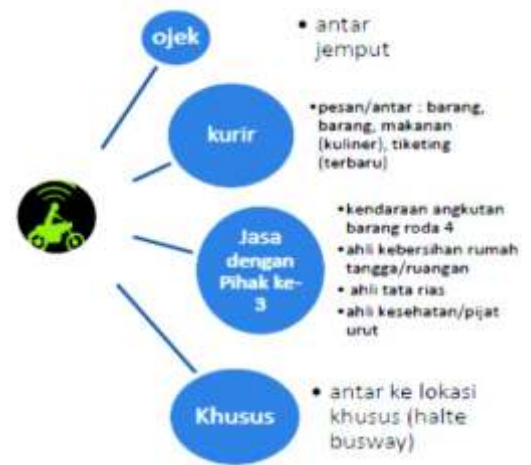 ojek
• antar
jemput
kurir
•pesan/antar : barang,
barang, makanan
(kuliner), tiketing
(terbaru)
Jasa
dengan
Pihak ke-
3
•kendaraan angkutan
barang roda 4
•ahli kebersihan rumah
tangga/ruangan
• ahli tata rias
•ahli kesehatan/pijat
urut
Khusus
• antar ke lokasi
khusus (halte
busway)